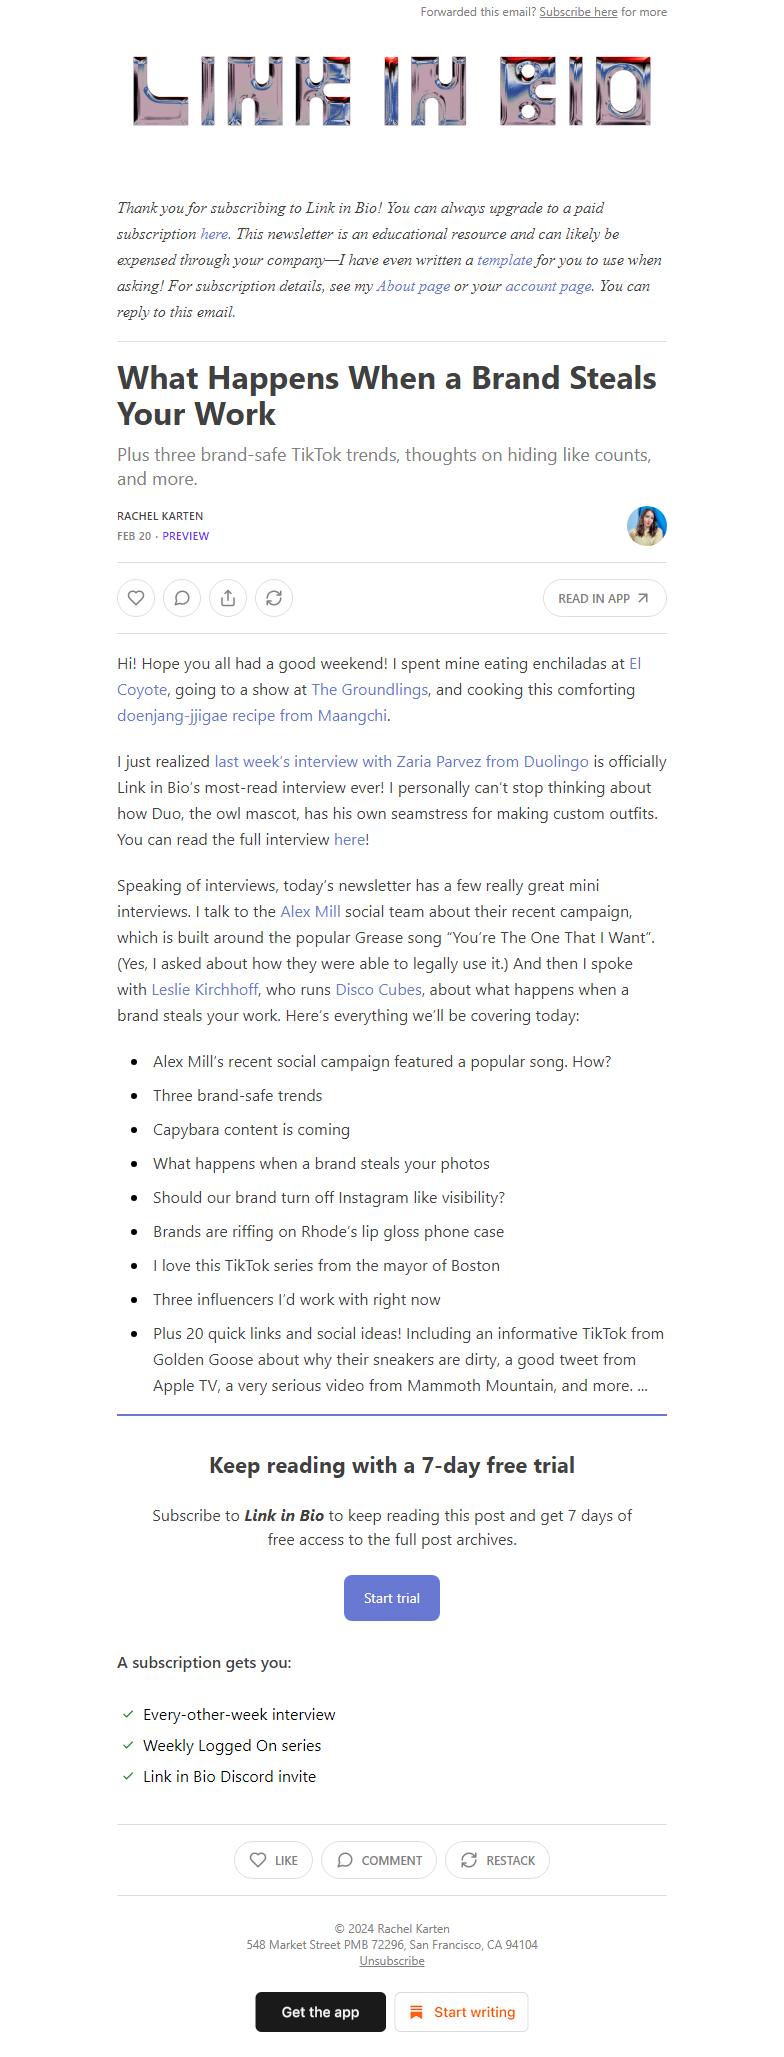 Forwarded this email? Subscribe here for more
LINK IN BIO
Thank you for subscribing to Link in Bio! You can always upgrade to a paid
subscription here. This newsletter is an educational resource and can likely be
expensed through your company—I have even written a template for you to use when
asking! For subscription details, see my About page or your account page. You can
reply to this email.
What Happens When a Brand Steals
Your Work
Plus three brand-safe TikTok trends, thoughts on hiding like counts,
and more.
RACHEL KARTEN
FEB 20 · PREVIEW
READ IN APP
Hi! Hope you all had a good weekend! I spent mine eating enchiladas at El
Coyote, going to a show at The Groundlings, and cooking this comforting
doenjang-jjigae recipe from Maangchi.
I just realized last week's interview with Zaria Parvez from Duolingo is officially
Link in Bio's most-read interview ever! I personally can't stop thinking about
how Duo, the owl mascot, has his own seamstress for making custom outfits.
You can read the full interview here!
Speaking of interviews, today's newsletter has a few really great mini
interviews. I talk to the Alex Mill social team about their recent campaign,
which is built around the popular Grease song “You're The One That I Want”.
(Yes, I asked about how they were able to legally use it.) And then I spoke
with Leslie Kirchhoff, who runs Disco Cubes, about what happens when a
brand steals your work. Here's everything we'll be covering today:
• Alex Mill's recent social campaign featured a popular song. How?
• Three brand-safe trends
• Capybara content is coming
• What happens when a brand steals your photos
• Should our brand turn off Instagram like visibility?
• Brands are riffing on Rhode's lip gloss phone case
• I love this TikTok series from the mayor of Boston
• Three influencers I'd work with right now
• Plus 20 quick links and social ideas! Including an informative TikTok from
Golden Goose about why their sneakers are dirty, a good tweet from
Apple TV, a very serious video from Mammoth Mountain, and more. ...
Keep reading with a 7-day free trial
Subscribe to Link in Bio to keep reading this post and get 7 days of
free access to the full post archives.
Start trial
A subscription gets you:
✓ Every-other-week interview
✓ Weekly Logged On series
✓ Link in Bio Discord invite
LIKE COMMENT RESTACK
© 2024 Rachel Karten
548 Market Street PMB 72296, San Francisco, CA 94104
Unsubscribe
Get the app Start writing